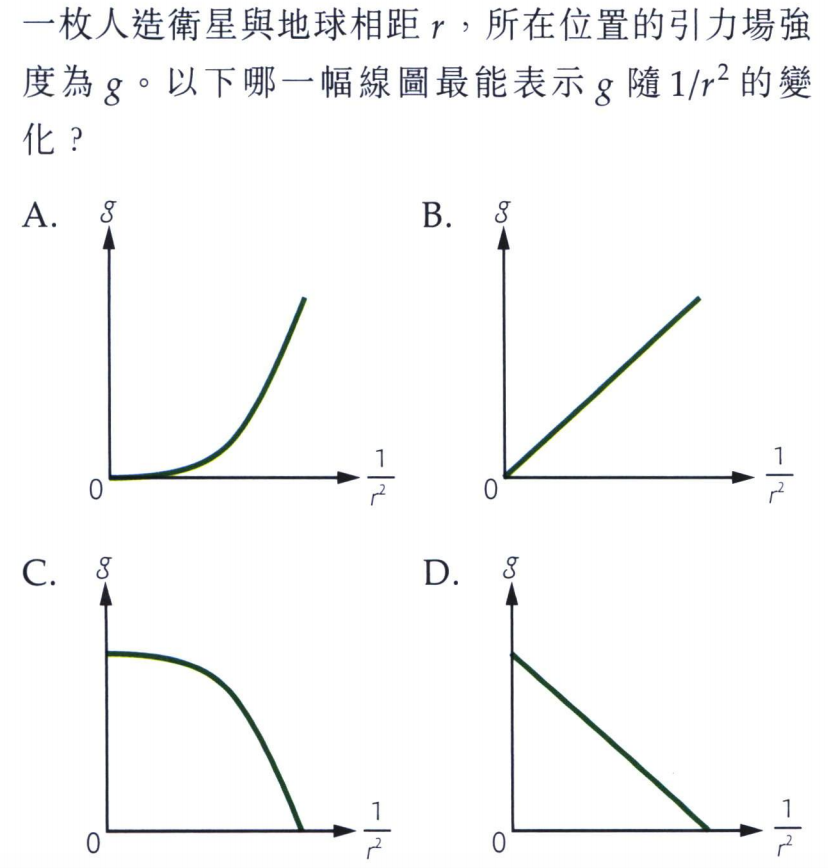 一枚人造衛星與地球相距 r，所在位置的引力場強
度為 g。以下哪一幅線圖最能表示 g 隨 1/r² 的變
化？
A.
g
0
1/r²
B.
g
0
1/r²
C.
g
0
1/r²
D.
g
0
1/r²